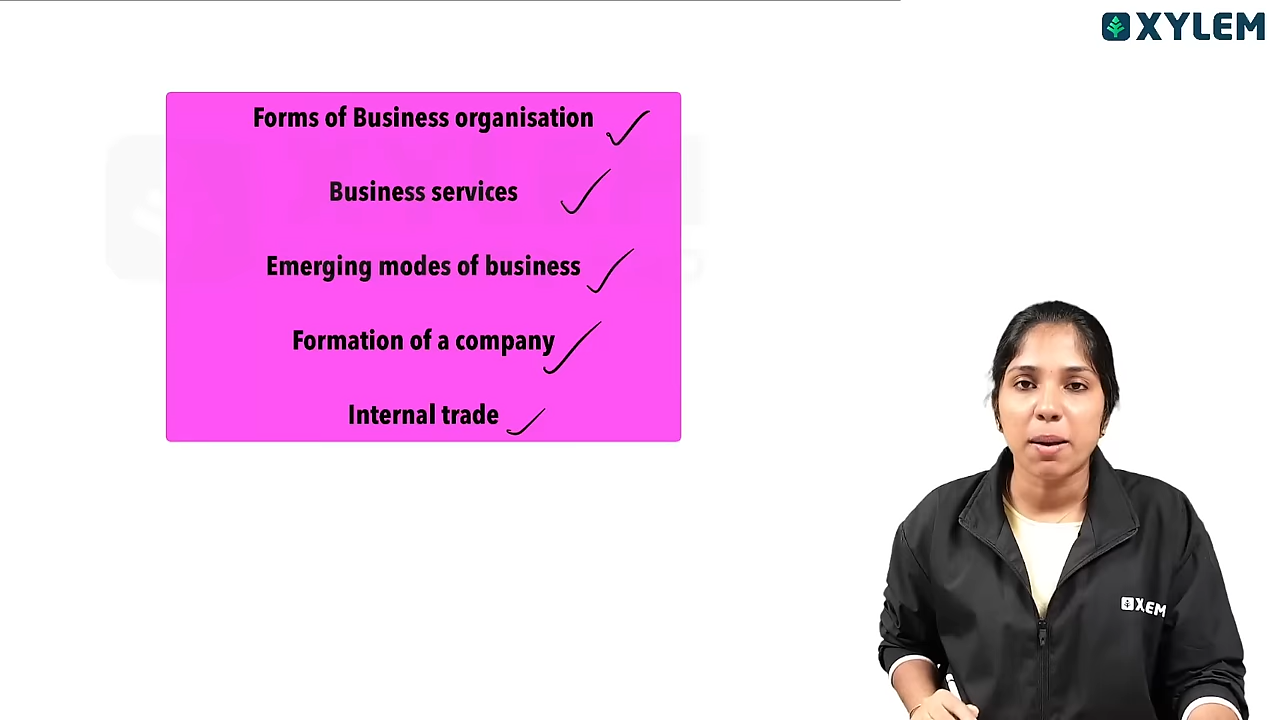 XYLEM
Forms of Business organisation
Business services
Emerging modes of business
Formation of a company
Internal trade
XEM